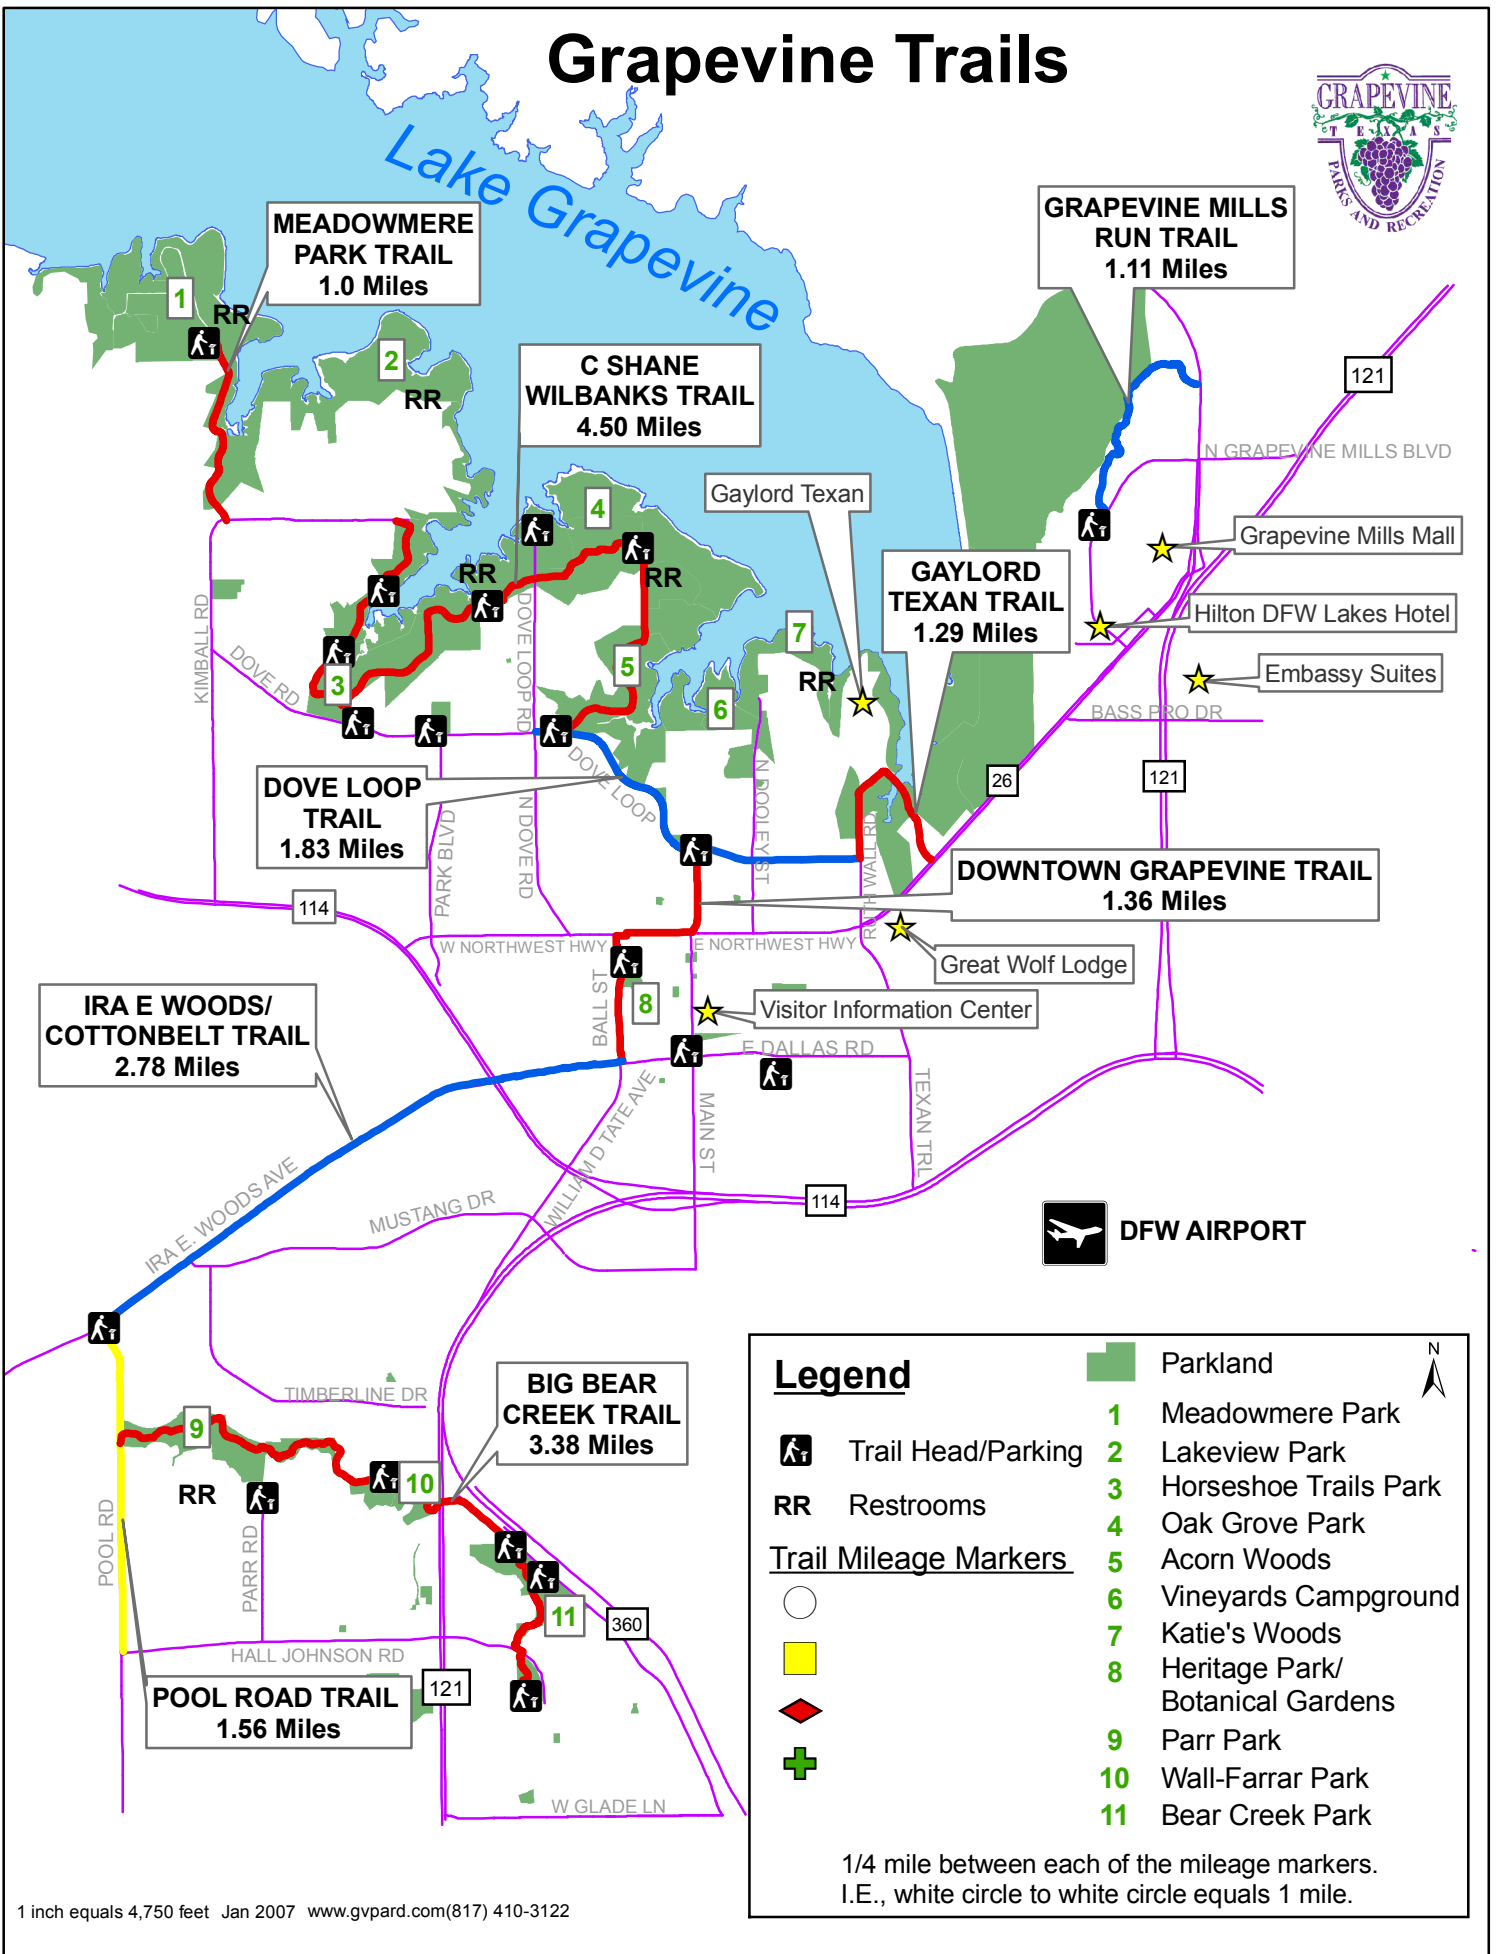 Grapevine Trails
GRAPEVINE
TEXAS
PARKS AND RECREATION
Lake Grapevine
MEADOWMERE
PARK TRAIL
1.0 Miles
GRAPEVINE MILLS
RUN TRAIL
1.11 Miles
1
RR
2
RR
C SHANE
WILBANKS TRAIL
4.50 Miles
121
N GRAPEVINE MILLS BLVD
Gaylord Texan
4
Grapevine Mills Mall
GAYLORD
TEXAN TRAIL
1.29 Miles
RR
RR
Hilton DFW Lakes Hotel
KIMBALL RD
DOVE RD
DOVE LOOP RD
3
5
7
RR
6
Embassy Suites
BASS PRO DR
26
121
DOVE LOOP
TRAIL
1.83 Miles
DOVE LOOP
N DOOLEY ST
PARK BLVD
N DOVE RD
RUTH WALL RD
DOWNTOWN GRAPEVINE TRAIL
1.36 Miles
114
W NORTHWEST HWY
E NORTHWEST HWY
Great Wolf Lodge
IRA E WOODS/
COTTONBELT TRAIL
2.78 Miles
BALL ST
8
Visitor Information Center
E DALLAS RD
WILLIAM D TATE AVE
MAIN ST
TEXAN TRL
IRA E. WOODS AVE
MUSTANG DR
114
DFW AIRPORT
TIMBERLINE DR
BIG BEAR
CREEK TRAIL
3.38 Miles
9
10
RR
POOL RD
PARR RD
11
360
HALL JOHNSON RD
121
POOL ROAD TRAIL
1.56 Miles
W GLADE LN
Legend
Trail Head/Parking
RR Restrooms
Trail Mileage Markers
Parkland
N
1 Meadowmere Park
2 Lakeview Park
3 Horseshoe Trails Park
4 Oak Grove Park
5 Acorn Woods
6 Vineyards Campground
7 Katie's Woods
8 Heritage Park/
Botanical Gardens
9 Parr Park
10 Wall-Farrar Park
11 Bear Creek Park
1/4 mile between each of the mileage markers.
I.E., white circle to white circle equals 1 mile.
1 inch equals 4,750 feet Jan 2007 www.gvpard.com(817) 410-3122